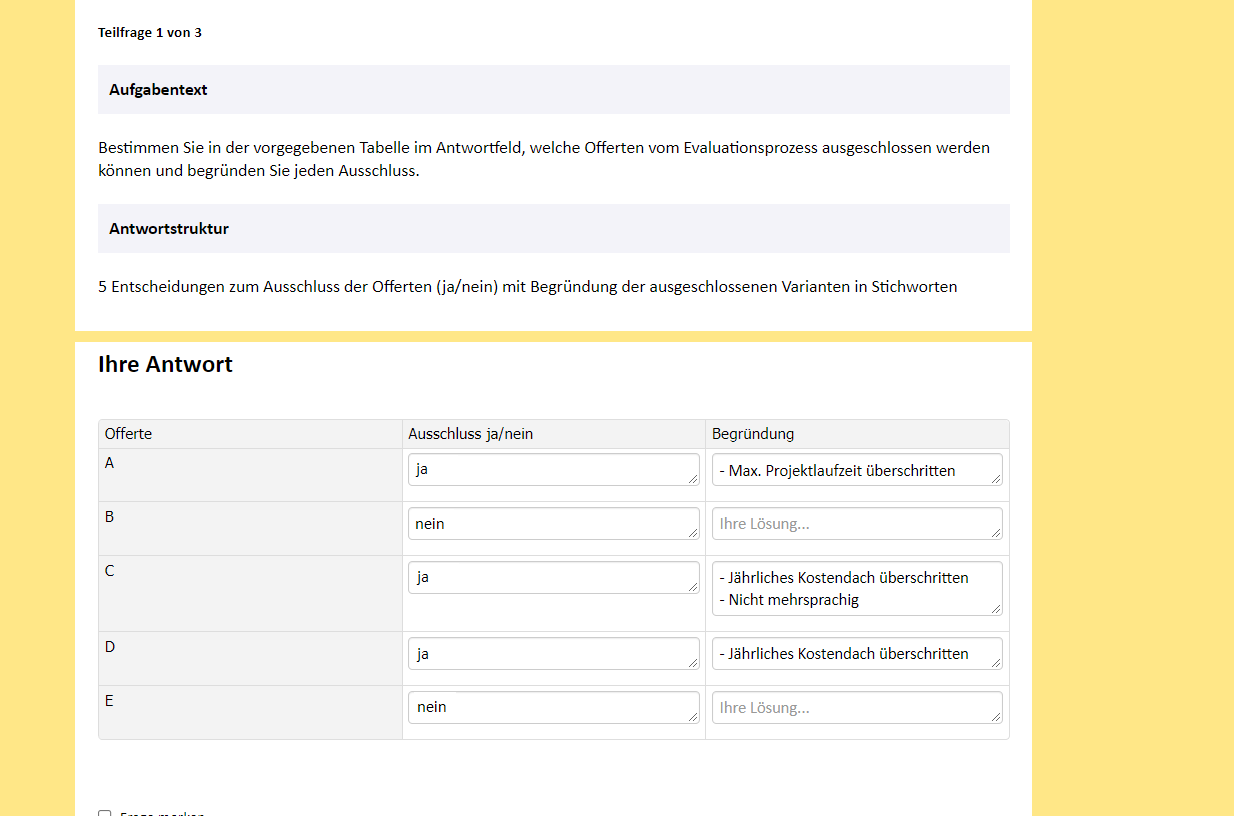 Teilfrage 1 von 3
Aufgabentext
Bestimmen Sie in der vorgegebenen Tabelle im Antwortfeld, welche Offerten vom Evaluationsprozess ausgeschlossen werden
können und begründen Sie jeden Ausschluss.
Antwortstruktur
5 Entscheidungen zum Ausschluss der Offerten (ja/nein) mit Begründung der ausgeschlossenen Varianten in Stichworten
Ihre Antwort
Offerte Ausschluss ja/nein Begründung
A ja - Max. Projektlaufzeit überschritten
B nein Ihre Lösung...
C ja - Jährliches Kostendach überschritten
- Nicht mehrsprachig
D ja - Jährliches Kostendach überschritten
E nein Ihre Lösung...
Frage marken